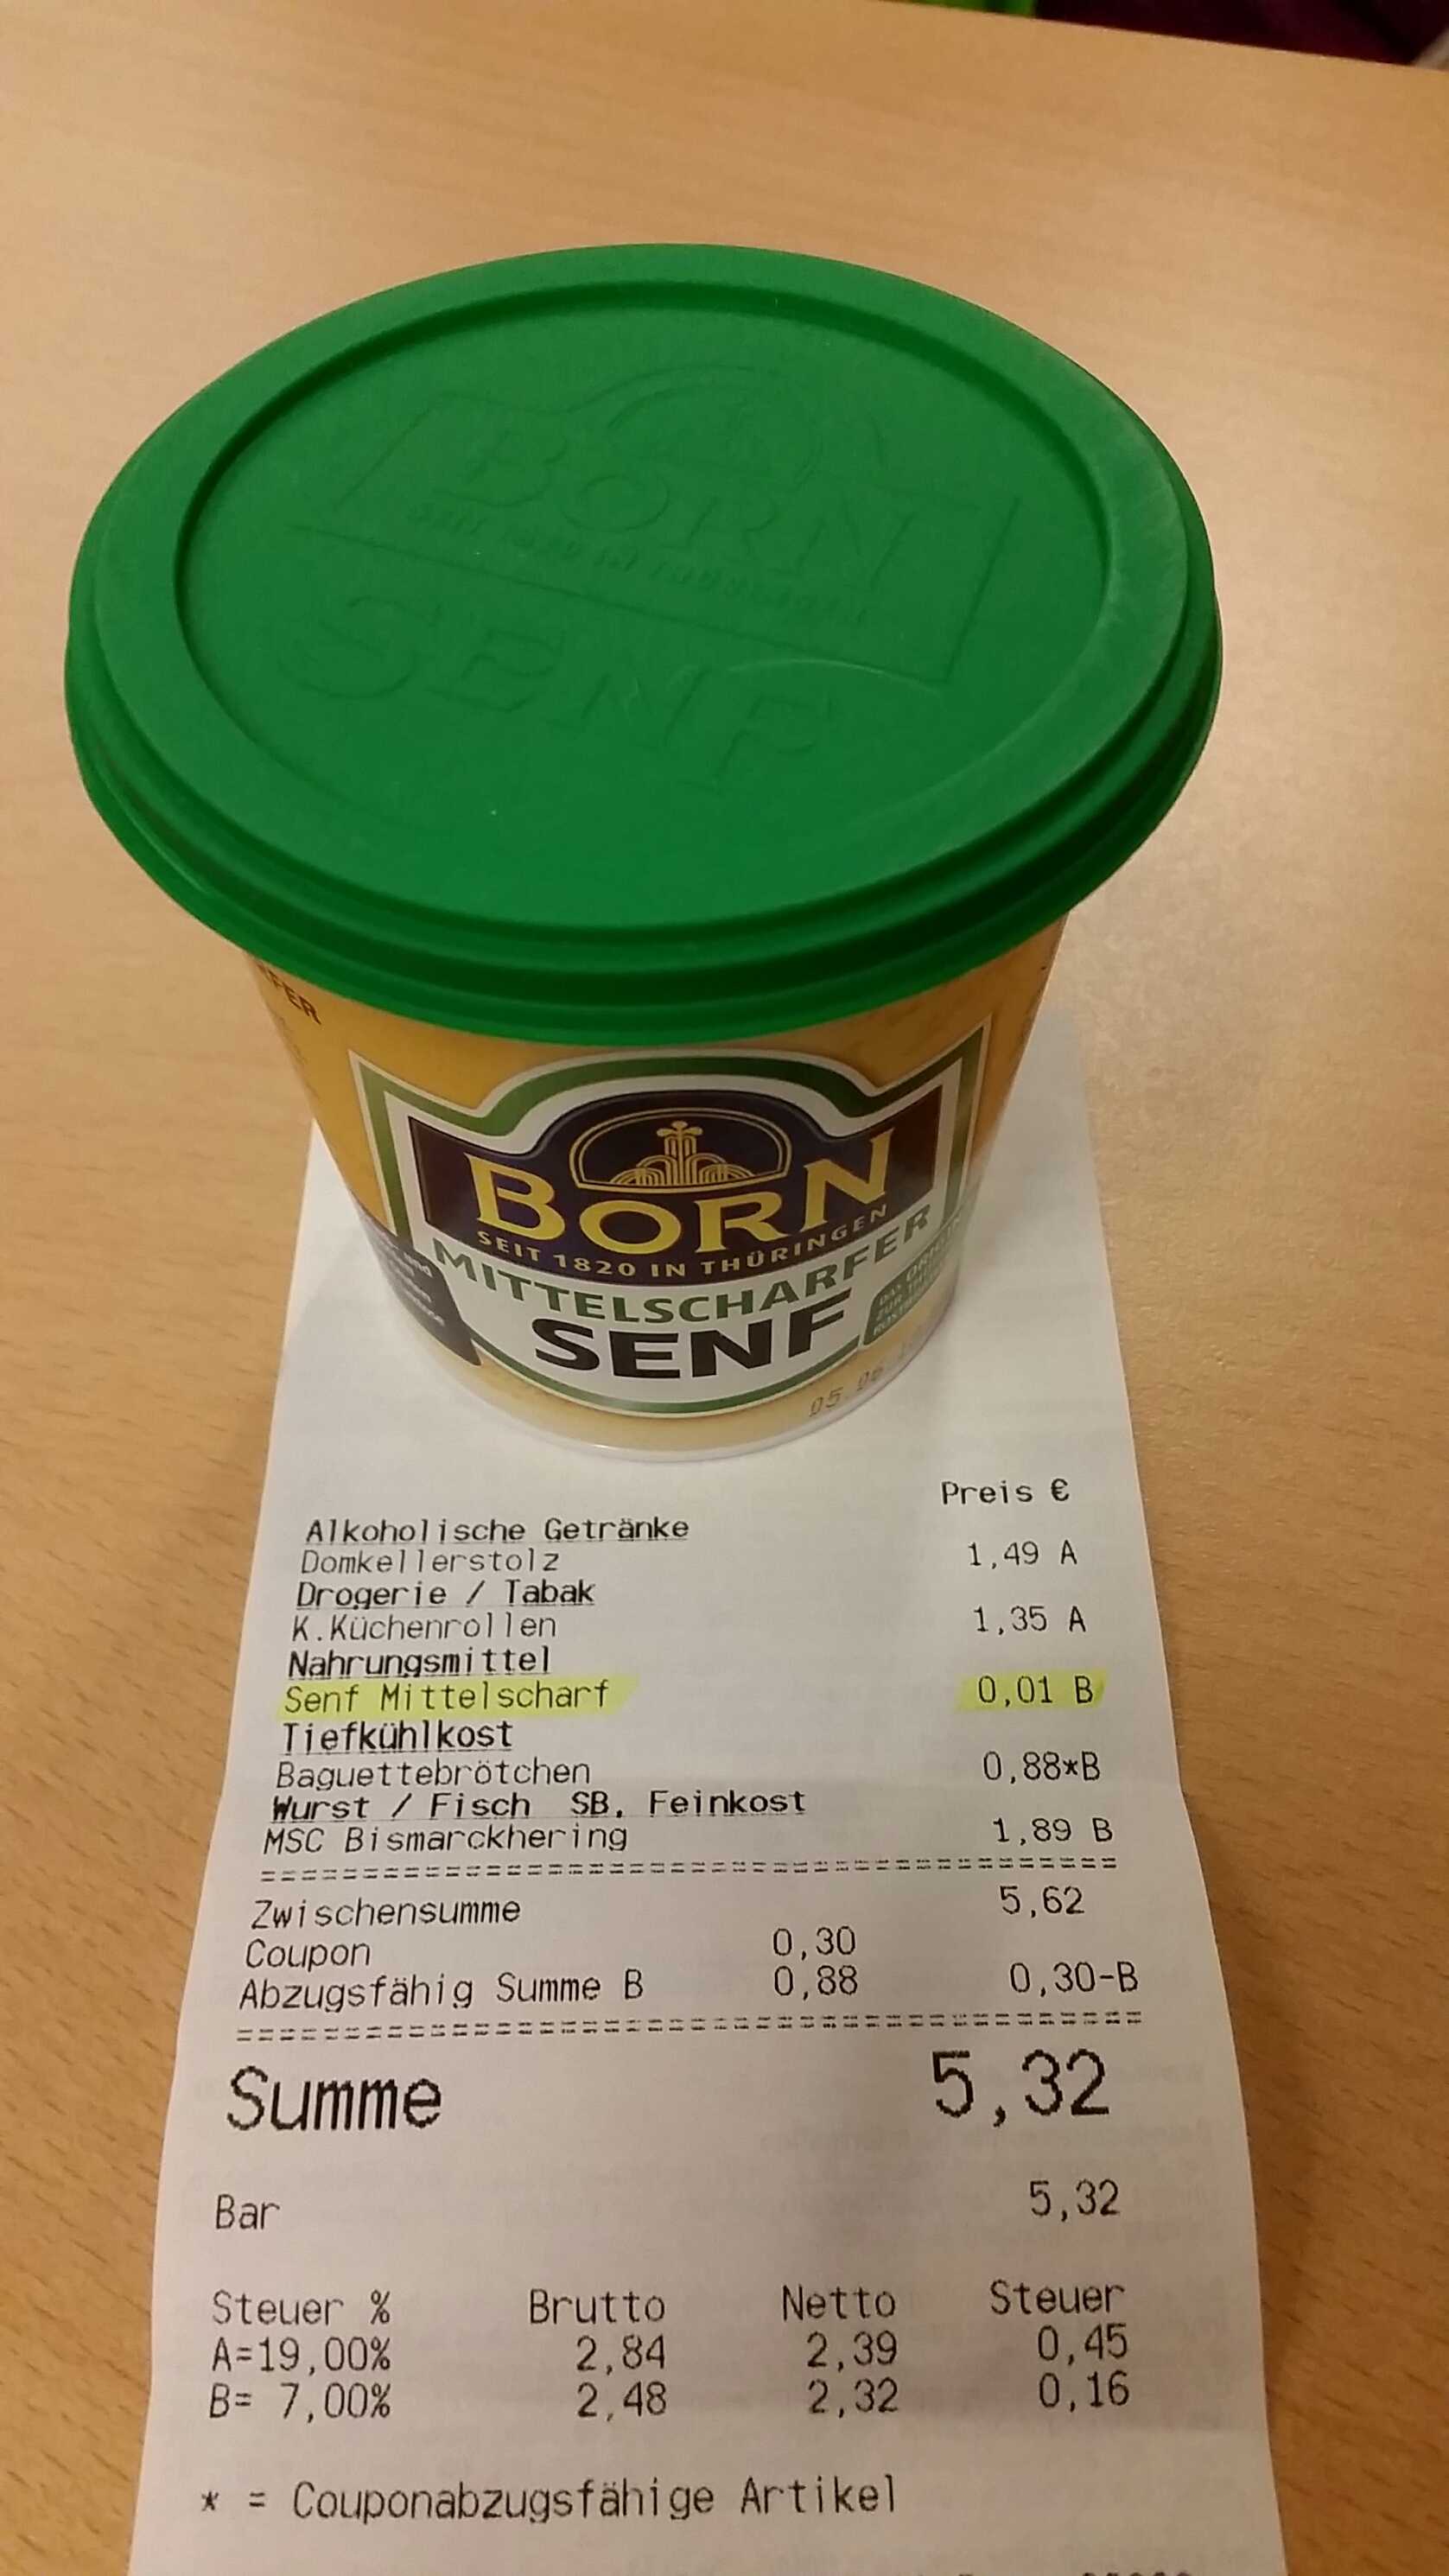 BORN
SENF
BORN
SEIT 1820 IN THÜRINGEN
MITTELSCHARFER
SENF
Preis €
Alkoholische Getränke
Domkellerstolz 1,49 A
Drogerie / Tabak
K.Küchenrollen 1,35 A
Nahrungsmittel
Senf Mittelscharf 0,01 B
Tiefkühlkost
Baguettebrötchen 0,88*B
Wurst / Fisch SB, Feinkost
MSC Bismarckhering 1,89 B
Zwischensumme 5,62
Coupon 0,30
Abzugsfähig Summe B 0,88 0,30-B
Summe 5,32
Bar 5,32
Steuer % Brutto Netto Steuer
A=19,00% 2,84 2,39 0,45
B= 7,00% 2,48 2,32 0,16
* = Couponabzugsfähige Artikel